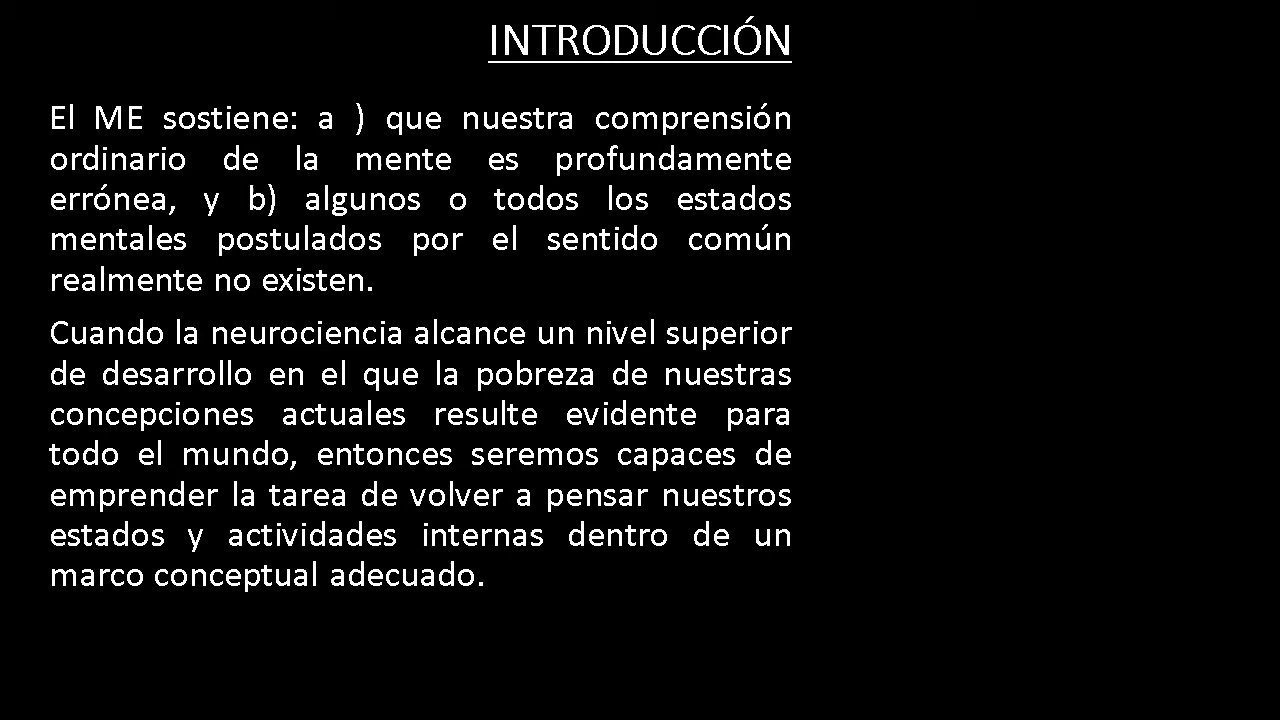 INTRODUCCIÓN
El ME sostiene: a ) que nuestra comprensión
ordinario de la mente es profundamente
errónea, y b) algunos o todos los estados
mentales postulados por el sentido común
realmente no existen.
Cuando la neurociencia alcance un nivel superior
de desarrollo en el que la pobreza de nuestras
concepciones actuales resulte evidente para
todo el mundo, entonces seremos capaces de
emprender la tarea de volver a pensar nuestros
estados y actividades internas dentro de un
marco conceptual adecuado.